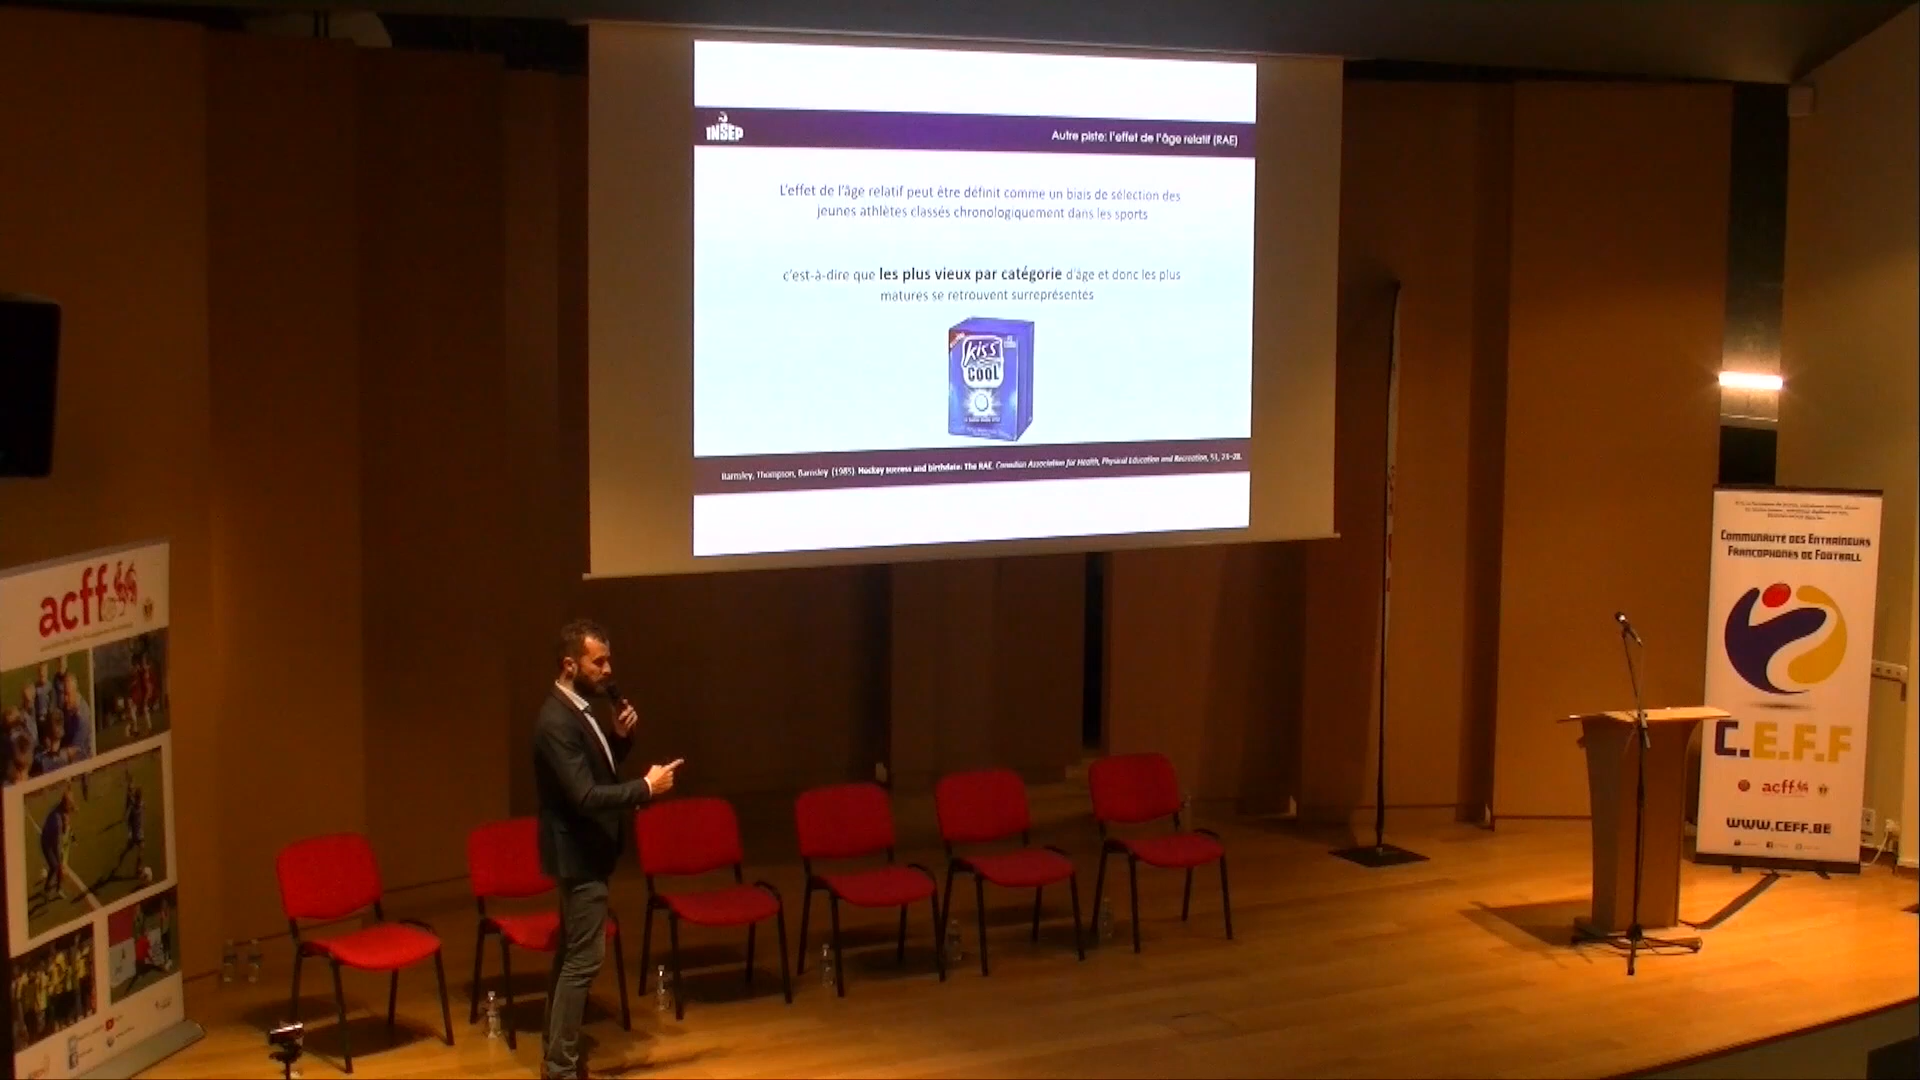 INSEP
Autre piste: l'effet de l'âge relatif (RAE)
L'effet de l'âge relatif peut être définit comme un biais de sélection des
jeunes athlètes classés chronologiquement dans les sports
c'est-à-dire que les plus vieux par catégorie d'âge et donc les plus
matures se retrouvent surreprésentés
kiss
COOL
Barnsley, Thompson, Barnsley (1985). Hockey success and birthdate: The RAE. Canadian Association for Health, Physical Education and Recreation, 51, 23-28.
acff
COMMUNAUTÉ DES ENTRAÎNEURS
FRANCOPHONES DE FOOTBALL
C.E.F.F
acff
WWW.CEFF.BE